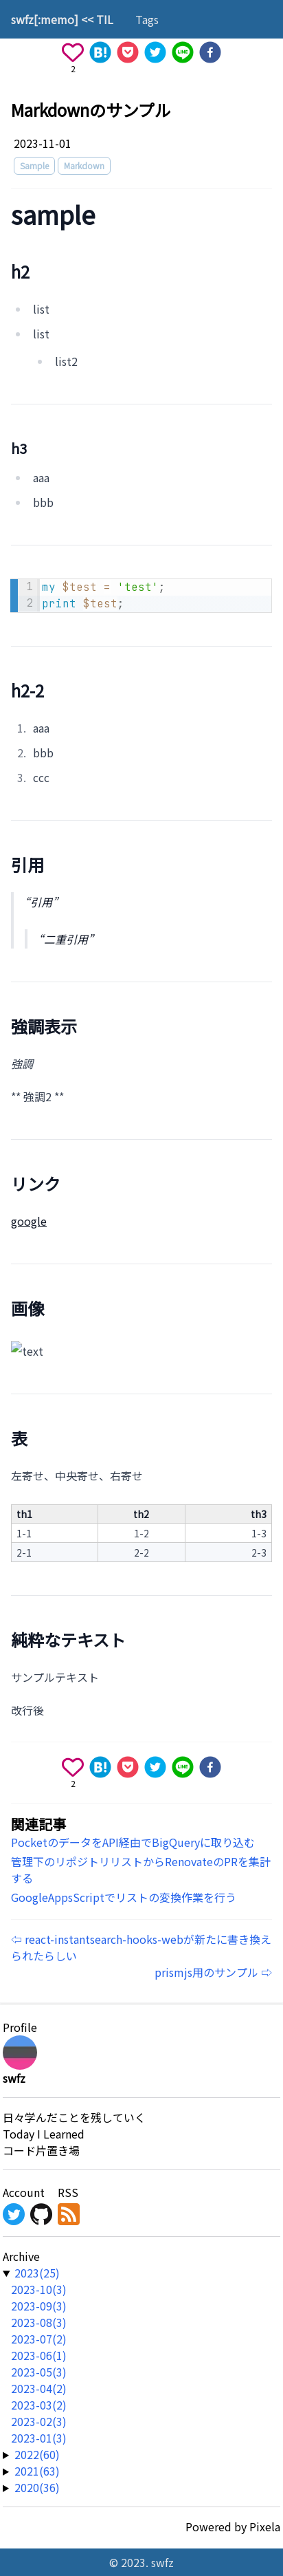 swfz[:memo] << TIL Tags
B!
2
Markdownのサンプル
2023-11-01
Sample Markdown
sample
h2
list
list
list2
h3
aaa
bbb
1 my $test = 'test';
2 print $test;
h2-2
1. aaa
2. bbb
3. ccc
引用
“引用”
“二重引用”
強調表示
強調
** 強調2 **
リンク
google
画像
text
表
左寄せ、中央寄せ、右寄せ
th1 th2 th3
1-1 1-2 1-3
2-1 2-2 2-3
純粋なテキスト
サンプルテキスト
改行後
B!
2
関連記事
PocketのデータをAPI経由でBigQueryに取り込む
管理下のリポジトリリストからRenovateのPRを集計
する
GoogleAppsScriptでリストの変換作業を行う
⇦ react-instantsearch-hooks-webが新たに書き換え
られたらしい
prismjs用のサンプル ⇨
Profile
swfz
日々学んだことを残していく
Today I Learned
コード片置き場
Account RSS
Archive
▼ 2023(25)
2023-10(3)
2023-09(3)
2023-08(3)
2023-07(2)
2023-06(1)
2023-05(3)
2023-04(2)
2023-03(2)
2023-02(3)
2023-01(3)
▶ 2022(60)
▶ 2021(63)
▶ 2020(36)
Powered by Pixela
© 2023. swfz